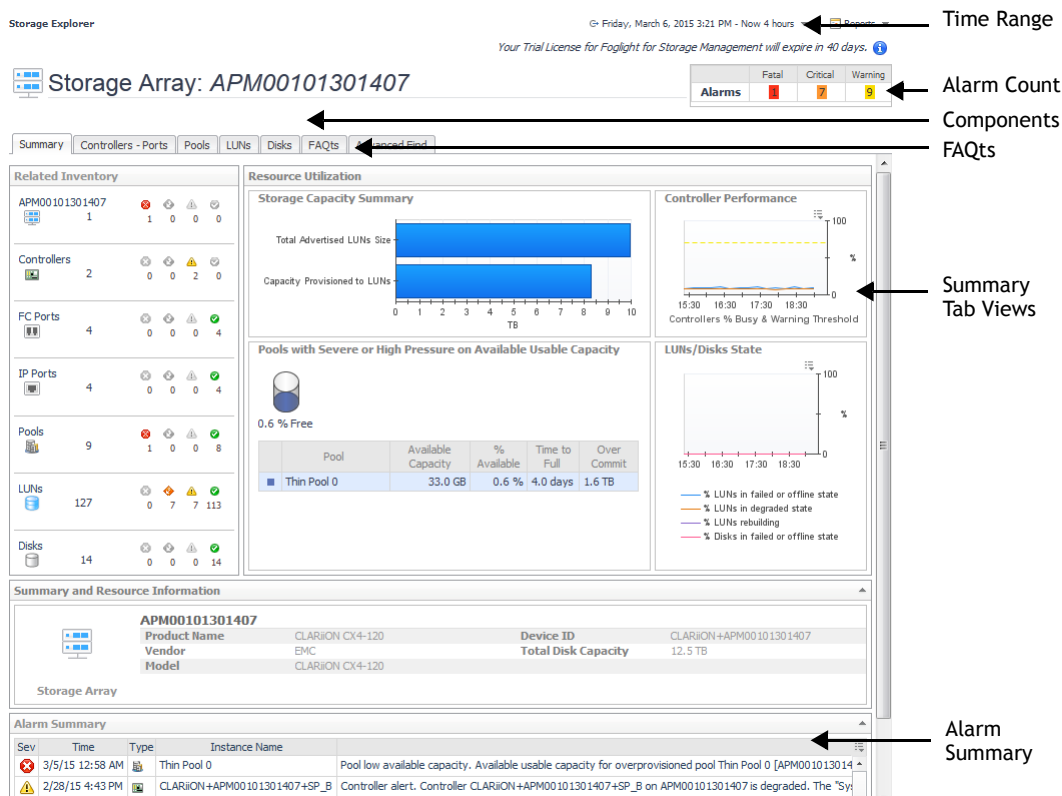 Storage Explorer
Friday, March 6, 2015 3:21 PM - Now 4 hours
Reports
Time Range
Your Trial License for Foglight for Storage Management will expire in 40 days.
Storage Array: APM00101301407
Fatal Critical Warning
Alarms 1 7 9
Alarm Count
Components
Summary Controllers - Ports Pools LUNs Disks FAQts Advanced Find
FAQts
Related Inventory
APM00101301407
1 1 0 0 0
Controllers
2 0 0 2 0
FC Ports
4 0 0 0 4
IP Ports
4 0 0 0 4
Pools
9 1 0 0 8
LUNs
127 0 7 7 113
Disks
14 0 0 0 14
Resource Utilization
Storage Capacity Summary
Total Advertised LUNs Size
Capacity Provisioned to LUNs
0 1 2 3 4 5 6 7 8 9 10
TB
Controller Performance
100
%
0
15:30 16:30 17:30 18:30
Controllers % Busy & Warning Threshold
Summary
Tab Views
Pools with Severe or High Pressure on Available Usable Capacity
0.6 % Free
Pool Available Capacity % Available Time to Full Over Commit
Thin Pool 0 33.0 GB 0.6 % 4.0 days 1.6 TB
LUNs/Disks State
100
%
0
15:30 16:30 17:30 18:30
% LUNs in failed or offline state
% LUNs in degraded state
% LUNs rebuilding
% Disks in failed or offline state
Summary and Resource Information
APM00101301407
Product Name CLARiiON CX4-120 Device ID CLARiiON+APM00101301407
Vendor EMC Total Disk Capacity 12.5 TB
Model CLARiiON CX4-120
Storage Array
Alarm Summary
Alarm
Summary
Sev Time Type Instance Name
3/5/15 12:58 AM Thin Pool 0 Pool low available capacity. Available usable capacity for overprovisioned pool Thin Pool 0 [APM001013014
2/28/15 4:43 PM CLARiiON+APM00101301407+SP_B Controller alert. Controller CLARiiON+APM00101301407+SP_B on APM00101301407 is degraded. The "Sy